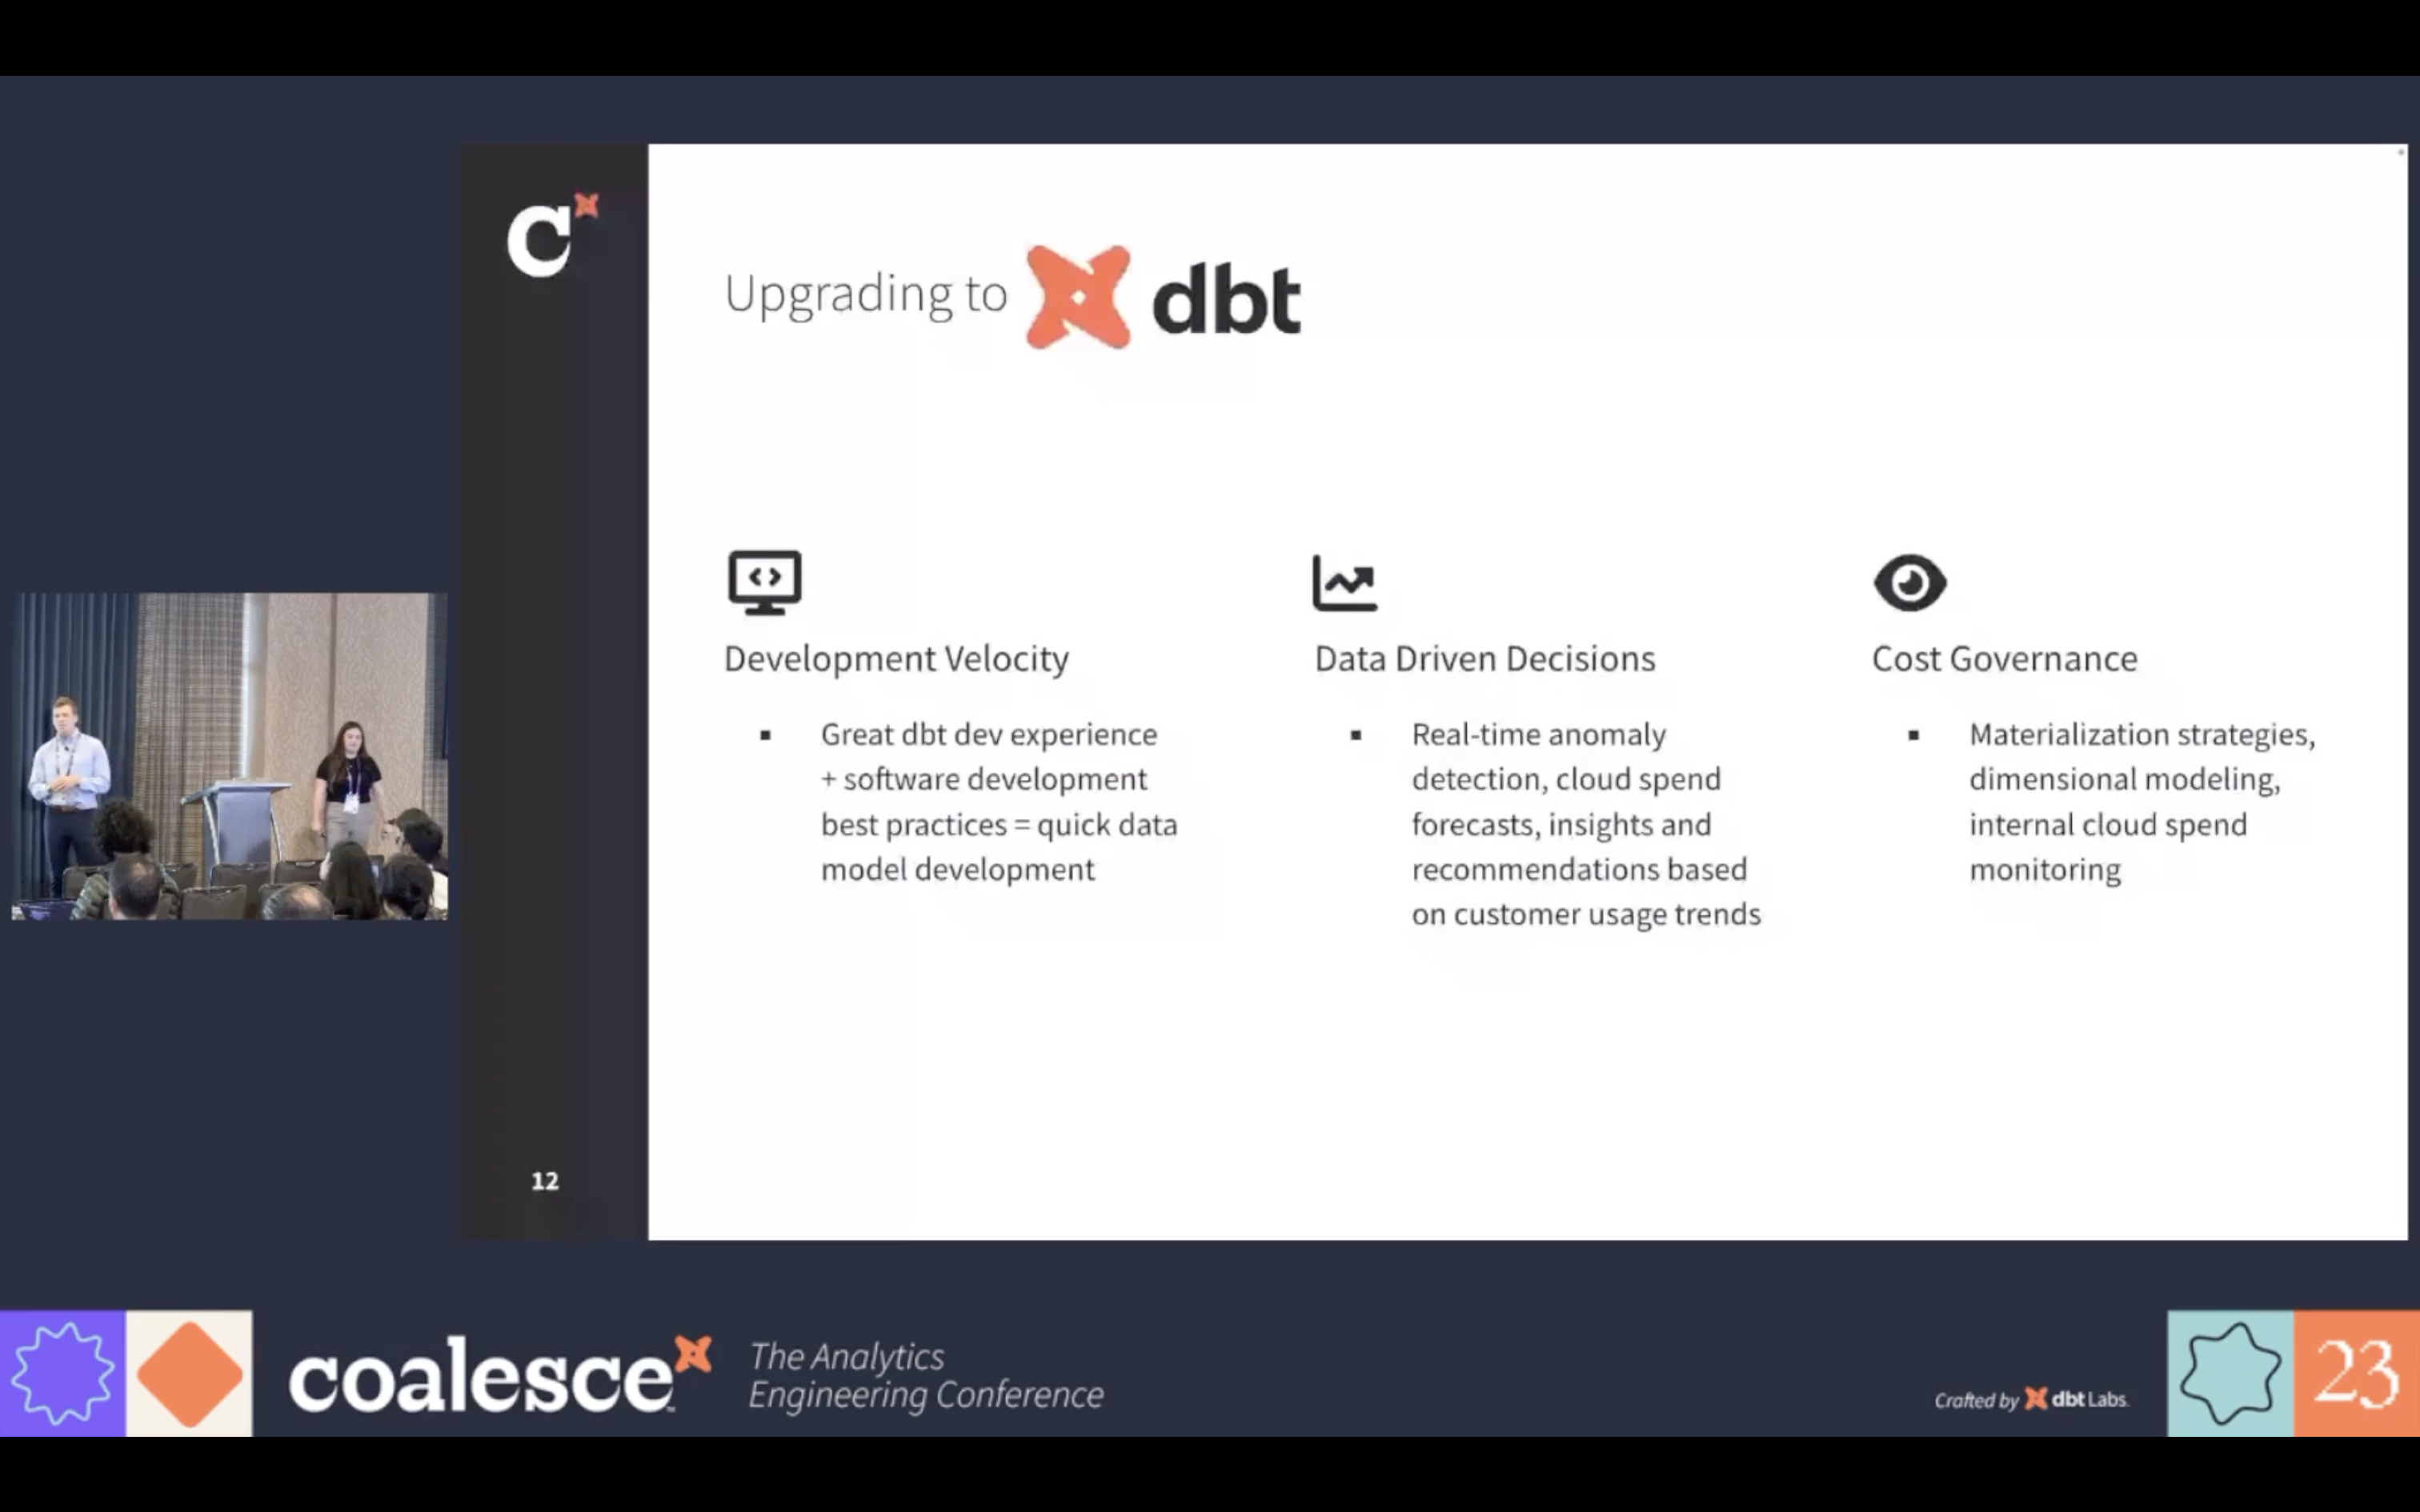 C
Upgrading to dbt
Development Velocity
▪ Great dbt dev experience
+ software development
best practices = quick data
model development
Data Driven Decisions
▪ Real-time anomaly
detection, cloud spend
forecasts, insights and
recommendations based
on customer usage trends
Cost Governance
▪ Materialization strategies,
dimensional modeling,
internal cloud spend
monitoring
12
coalesce
The Analytics
Engineering Conference
Crafted by dbt Labs
23